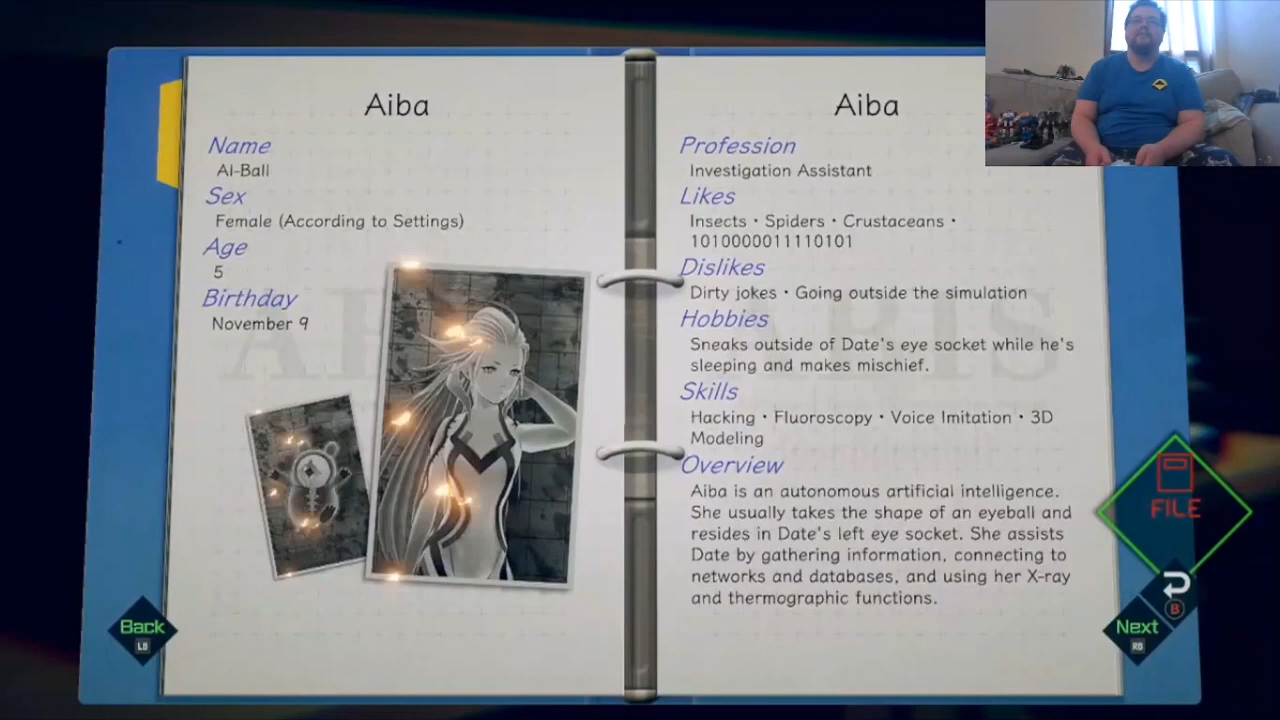 Aiba
Name
AI-Ball
Sex
Female (According to Settings)
Age
5
Birthday
November 9
Aiba
Profession
Investigation Assistant
Likes
Insects・Spiders・Crustaceans・
1010000011110101
Dislikes
Dirty jokes・Going outside the simulation
Hobbies
Sneaks outside of Date's eye socket while he's
sleeping and makes mischief.
Skills
Hacking・Fluoroscopy・Voice Imitation・3D
Modeling
Overview
Aiba is an autonomous artificial intelligence.
She usually takes the shape of an eyeball and
resides in Date's left eye socket. She assists
Date by gathering information, connecting to
networks and databases, and using her X-ray
and thermographic functions.
FILE
B
Back
LB
Next
RB